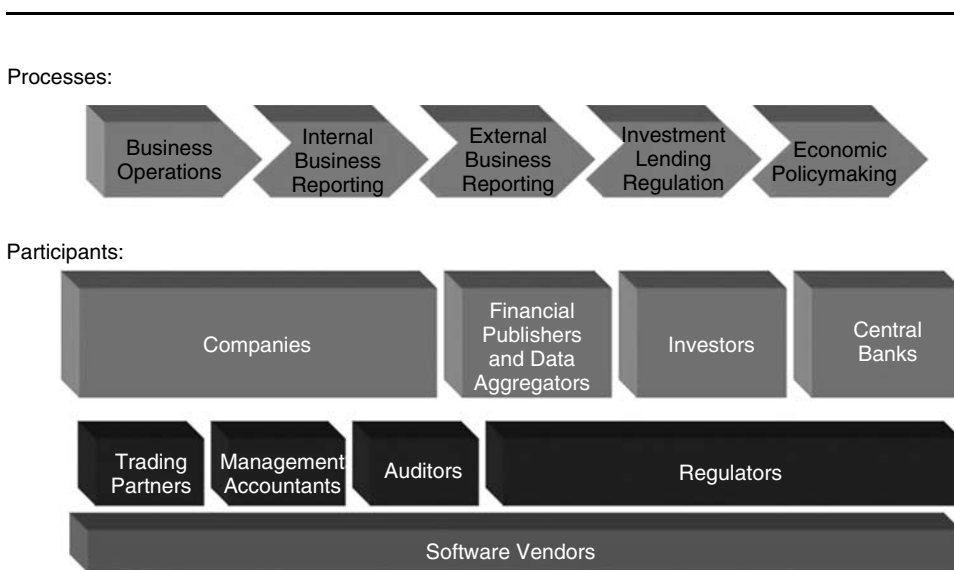 Processes:
Business
Operations
Internal
Business
Reporting
External
Business
Reporting
Investment
Lending
Regulation
Economic
Policymaking
Participants:
Companies
Financial
Publishers
and Data
Aggregators
Investors
Central
Banks
Trading
Partners
Management
Accountants
Auditors
Regulators
Software Vendors